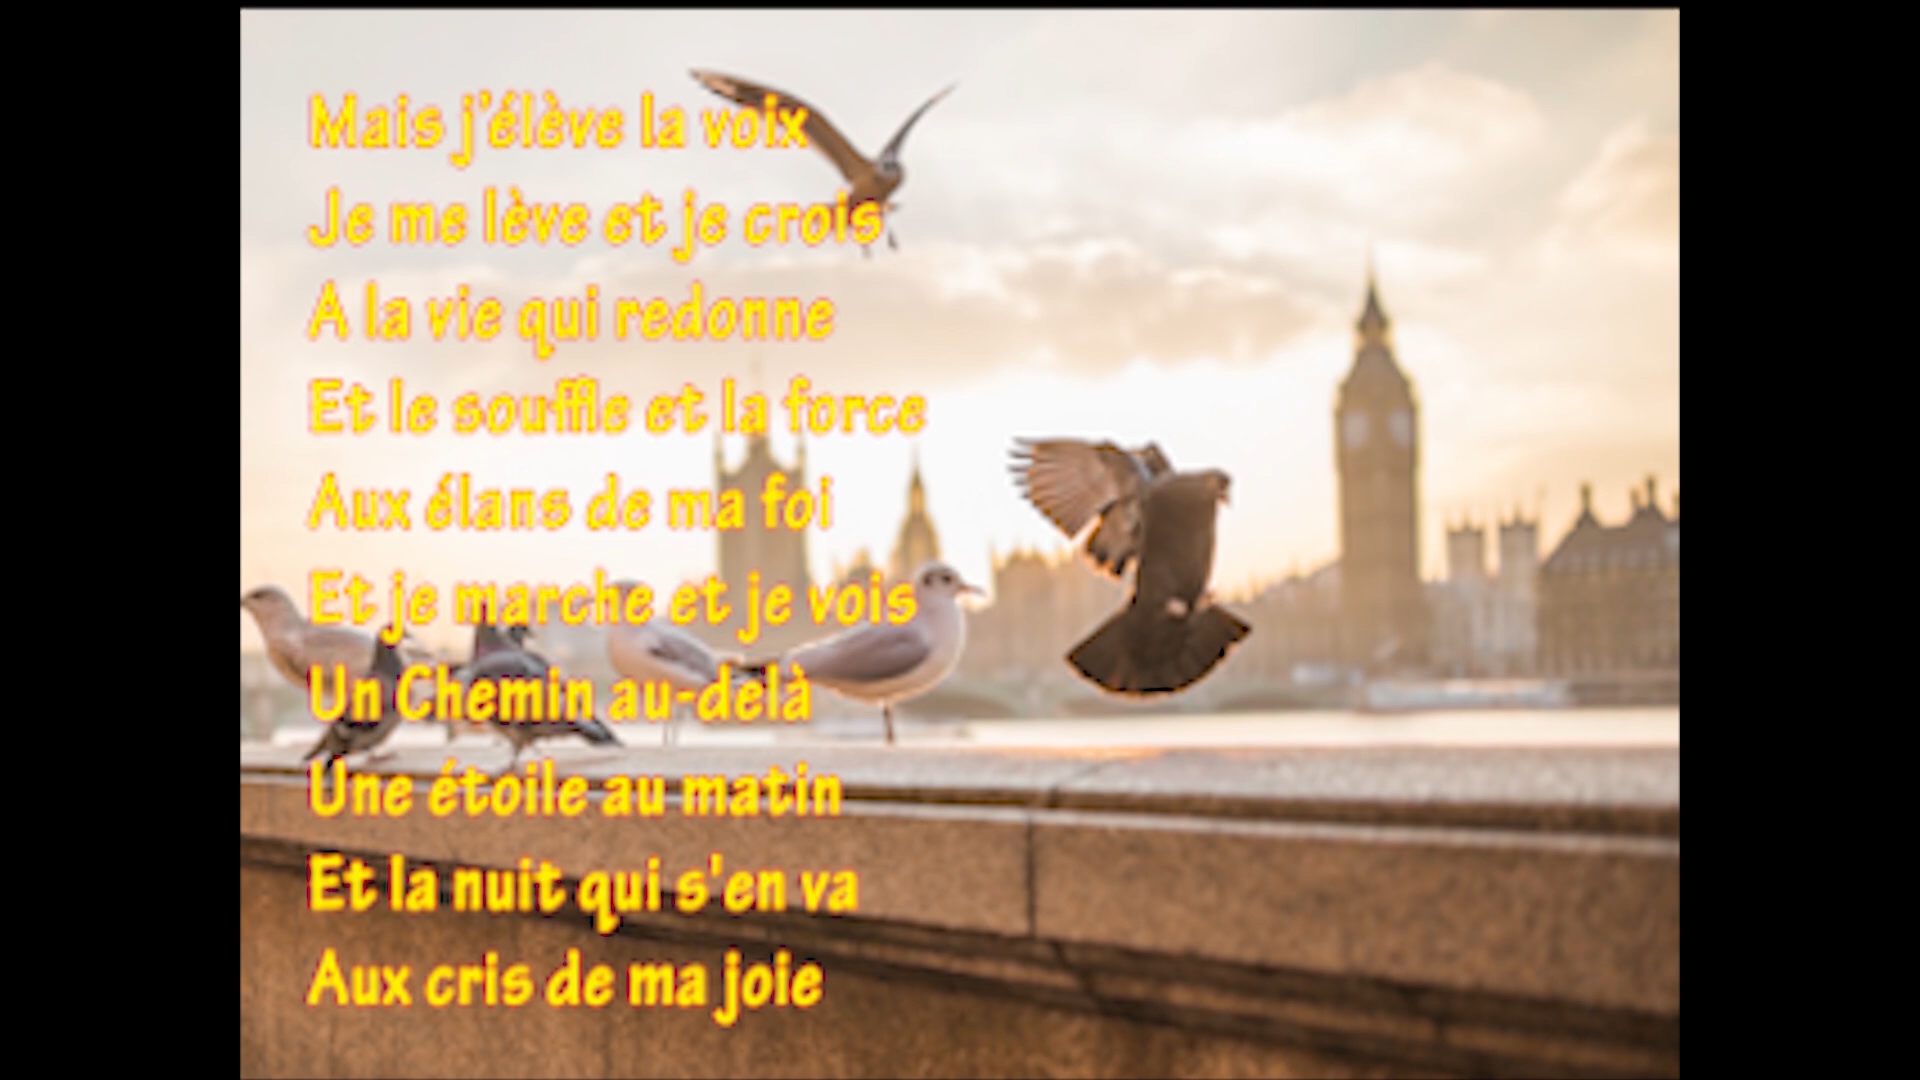 Mais j'élève la voix
Je me lève et je crois
A la vie qui redonne
Et le souffle et la force
Aux élans de ma foi
Et je marche et je vois
Un Chemin au-delà
Une étoile au matin
Et la nuit qui s'en va
Aux cris de ma joie